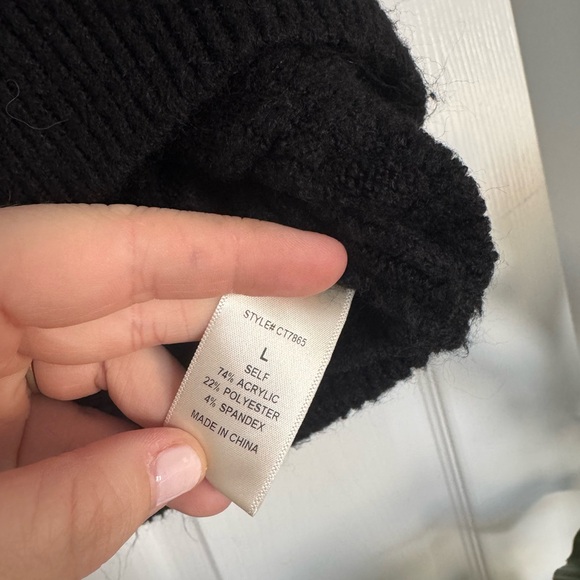 STYLE# CT7865
L
SELF
74% ACRYLIC
22% POLYESTER
4% SPANDEX
MADE IN CHINA